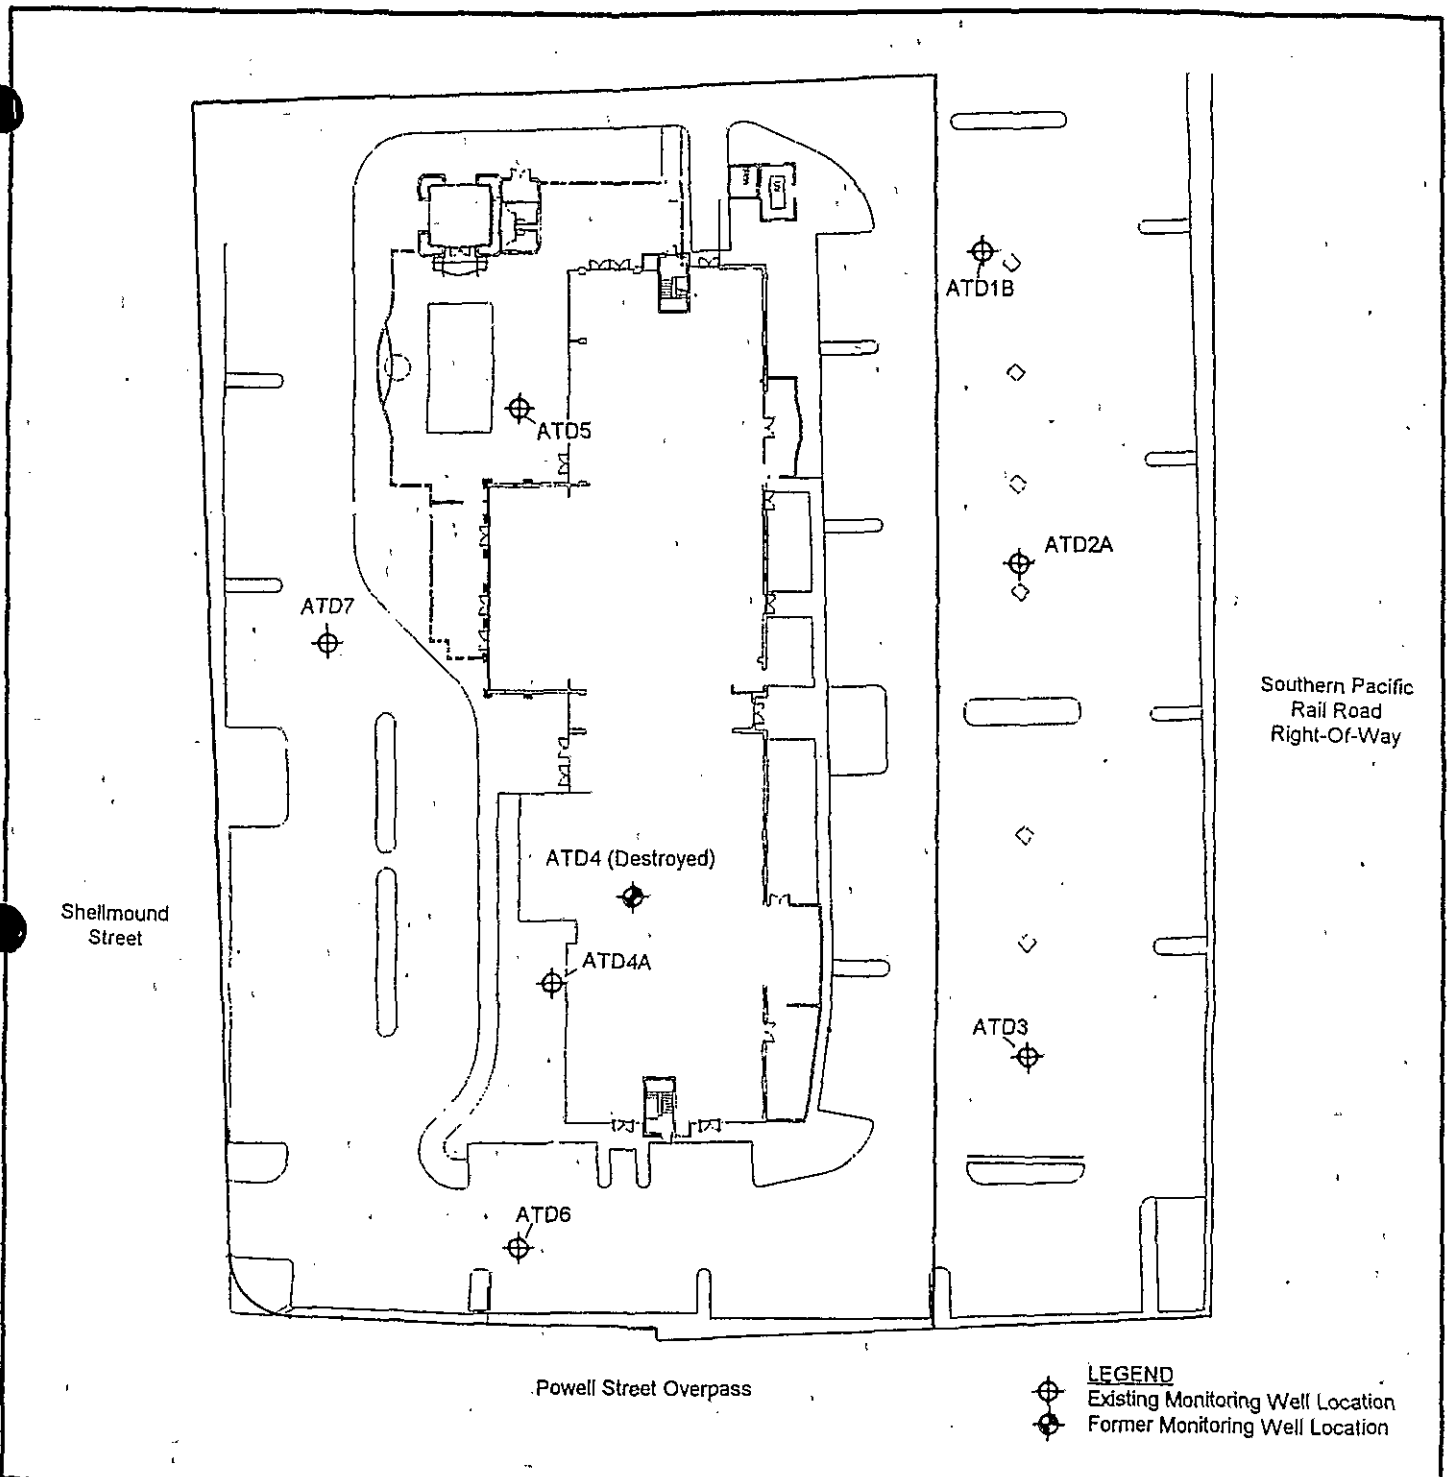 ATD1B
ATD5
ATD2A
ATD7
Southern Pacific
Rail Road
Right-Of-Way
ATD4 (Destroyed)
Shellmound
Street
ATD4A
ATD3
ATD6
Powell Street Overpass
LEGEND
Existing Monitoring Well Location
Former Monitoring Well Location